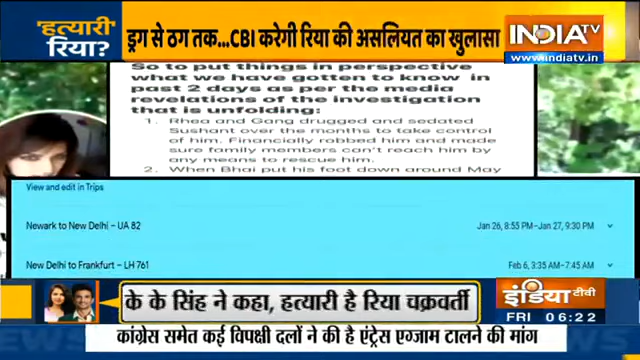 'हत्यारी'
रिया?
ड्रग से ठग तक...CBI करेगी रिया की असलियत का खुलासा
INDIA TV
www.indiatv.in
So to put things in perspective
what we have gotten to know in
past 2 days as per the media
revelations of the investigation
that is unfolding:
1. Rhea and Gang drugged and sedated
Sushant over the months to take control
of him. Financially robbed him and made
sure family members can't reach him by
any means to rescue him.
2. When Bhai put his foot down around May
View and edit in Trips
Newark to New Delhi – UA 82
Jan 26, 8:55 PM–Jan 27, 9:30 PM
New Delhi to Frankfurt – LH 761
Feb 6, 3:35 AM–7:45 AM
के के सिंह ने कहा, हत्यारी है रिया चक्रवर्ती
इंडिया टीवी
FRI 06:22
कांग्रेस समेत कई विपक्षी दलों ने की है एंट्रेस एग्जाम टालने की मांग